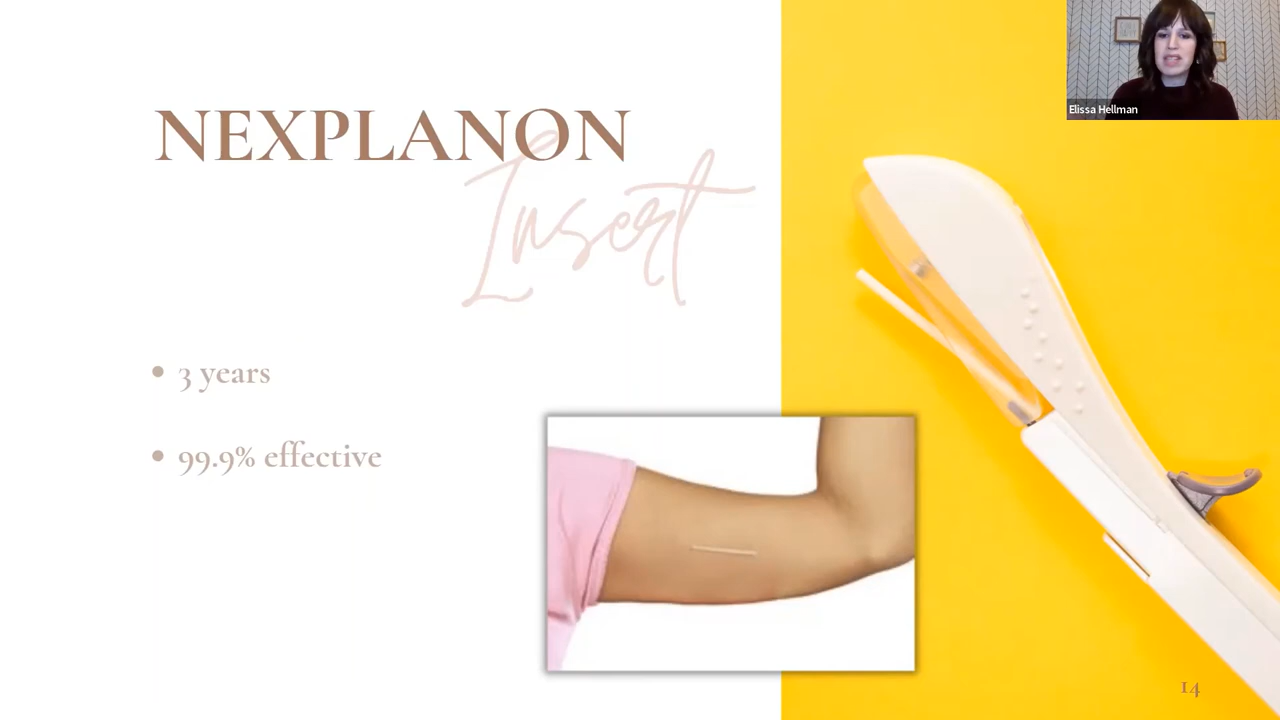 NEXPLANON
Insert
• 3 years
• 99.9% effective
Elissa Hellman
14